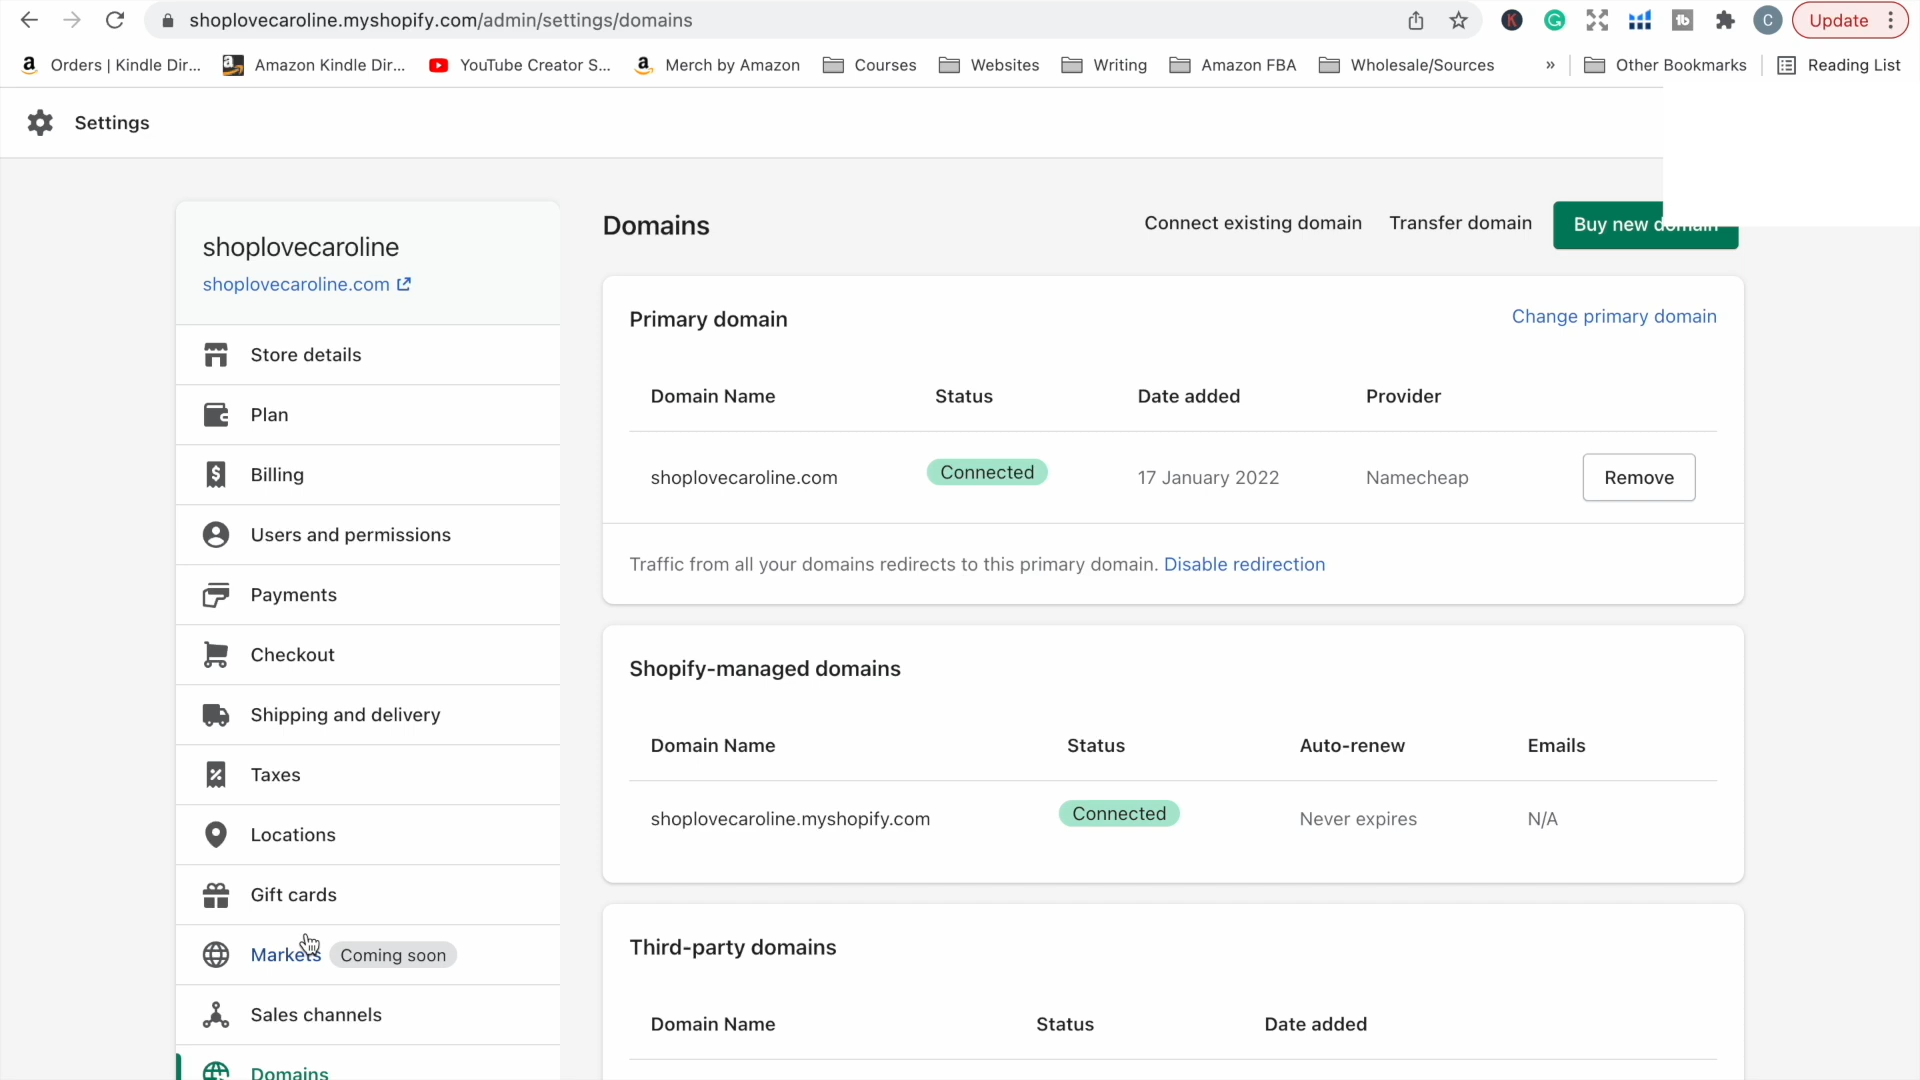 shoplovecaroline.myshopify.com/admin/settings/domains
C
Update
Orders | Kindle Dir...
Amazon Kindle Dir...
YouTube Creator S...
Merch by Amazon
Courses
Websites
Writing
Amazon FBA
Wholesale/Sources
»
Other Bookmarks
Reading List
Settings
shoplovecaroline
shoplovecaroline.com
Store details
Plan
Billing
Users and permissions
Payments
Checkout
Shipping and delivery
Taxes
Locations
Gift cards
Markets Coming soon
Sales channels
Domains
Domains
Connect existing domain
Transfer domain
Buy new domain
Primary domain
Change primary domain
Domain Name Status Date added Provider
shoplovecaroline.com Connected 17 January 2022 Namecheap Remove
Traffic from all your domains redirects to this primary domain. Disable redirection
Shopify-managed domains
Domain Name Status Auto-renew Emails
shoplovecaroline.myshopify.com Connected Never expires N/A
Third-party domains
Domain Name Status Date added